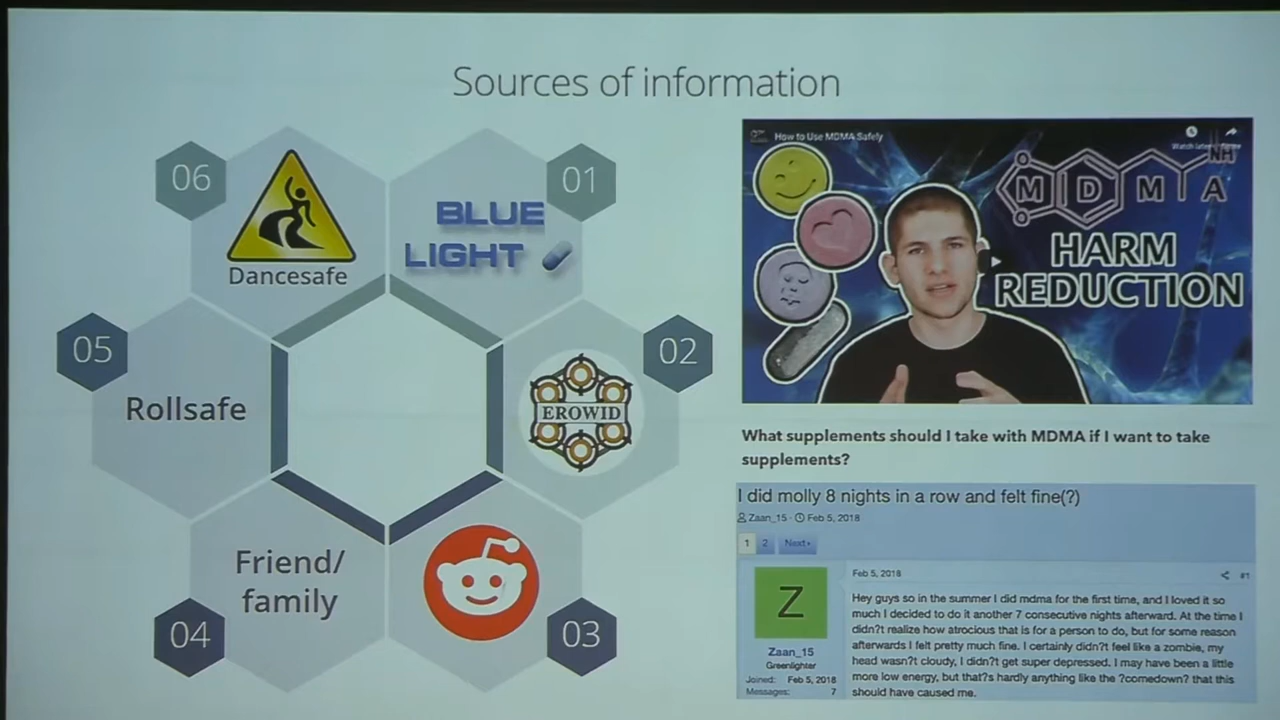 Sources of information
06
Dancesafe
01
BLUE
LIGHT
05
Rollsafe
02
EROWID
04
Friend/
family
03
How to Use MDMA Safely
Watch later
MDMA
NH
HARM
REDUCTION
What supplements should I take with MDMA if I want to take
supplements?
I did molly 8 nights in a row and felt fine(?)
Zaan_15 · Feb 5, 2018
1 2 Next
Z
Zaan_15
Greenlighter
Joined: Feb 5, 2018
Messages: 7
Feb 5, 2018 #1
Hey guys so in the summer I did mdma for the first time, and I loved it so
much I decided to do it another 7 consecutive nights afterward. At the time I
didn?t realize how atrocious that is for a person to do, but for some reason
afterwards I felt pretty much fine. I certainly didn?t feel like a zombie, my
head wasn?t cloudy, I didn?t get super depressed. I may have been a little
more low energy, but that?s hardly anything like the ?comedown? that this
should have caused me.